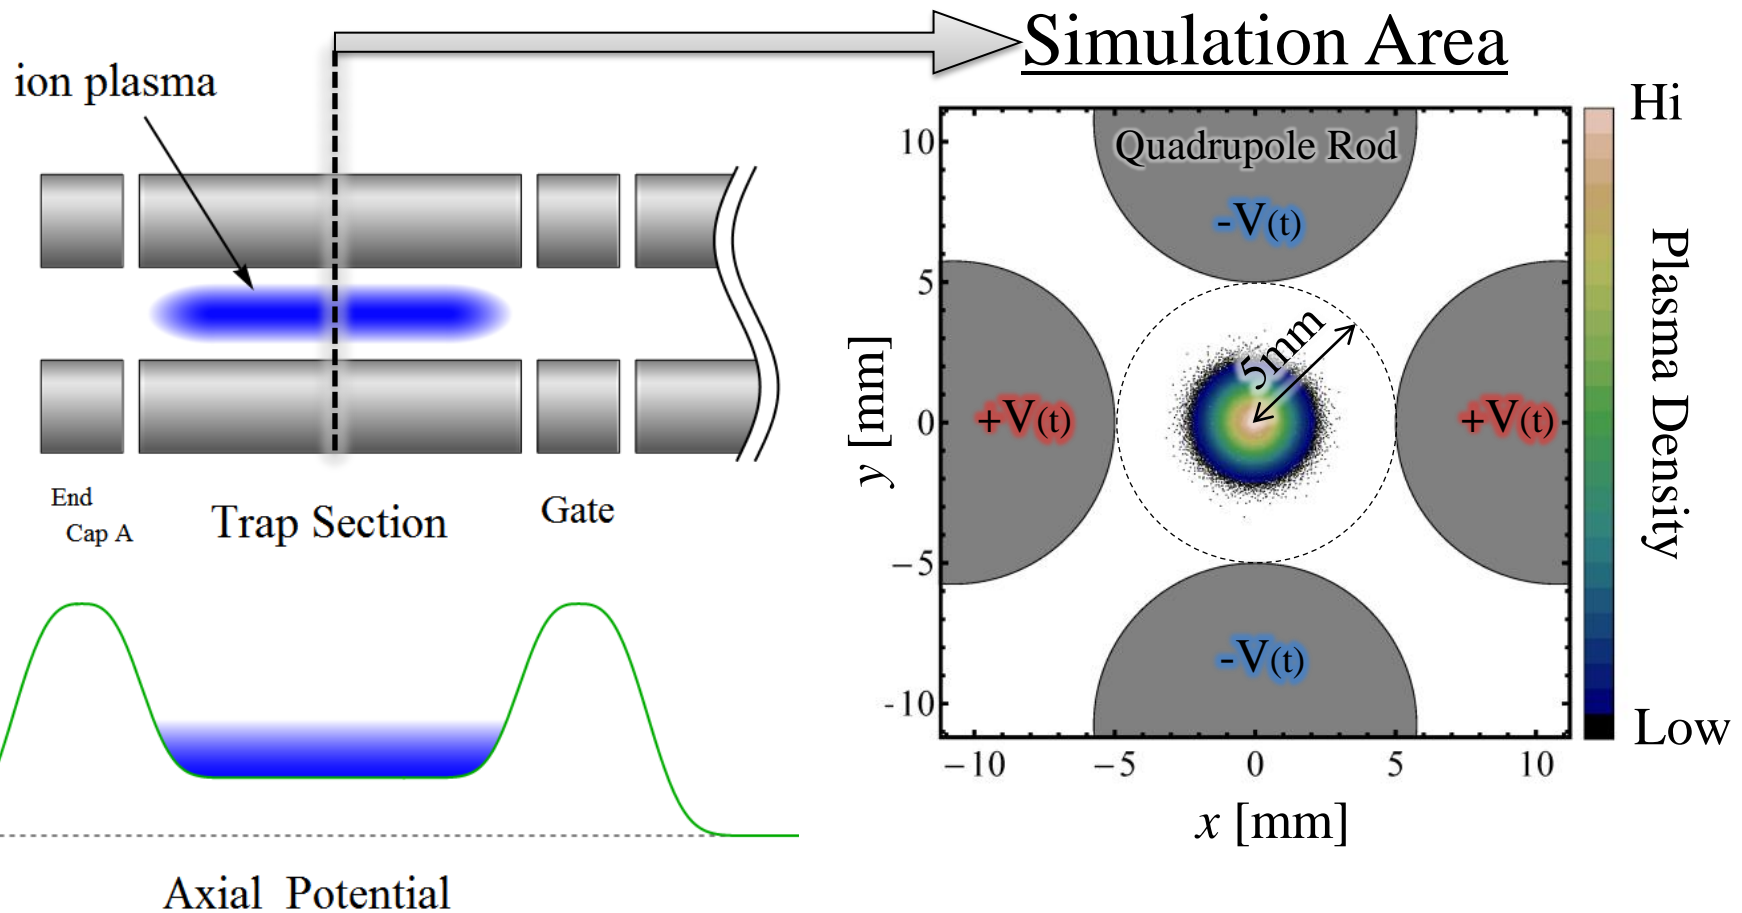 Simulation Area
ion plasma
End
Cap A
Trap Section
Gate
Axial Potential
Quadrupole Rod
-V(t)
+V(t)
+V(t)
-V(t)
5mm
10
5
0
−5
-10
y [mm]
−10
−5
0
5
10
x [mm]
Hi
Plasma Density
Low